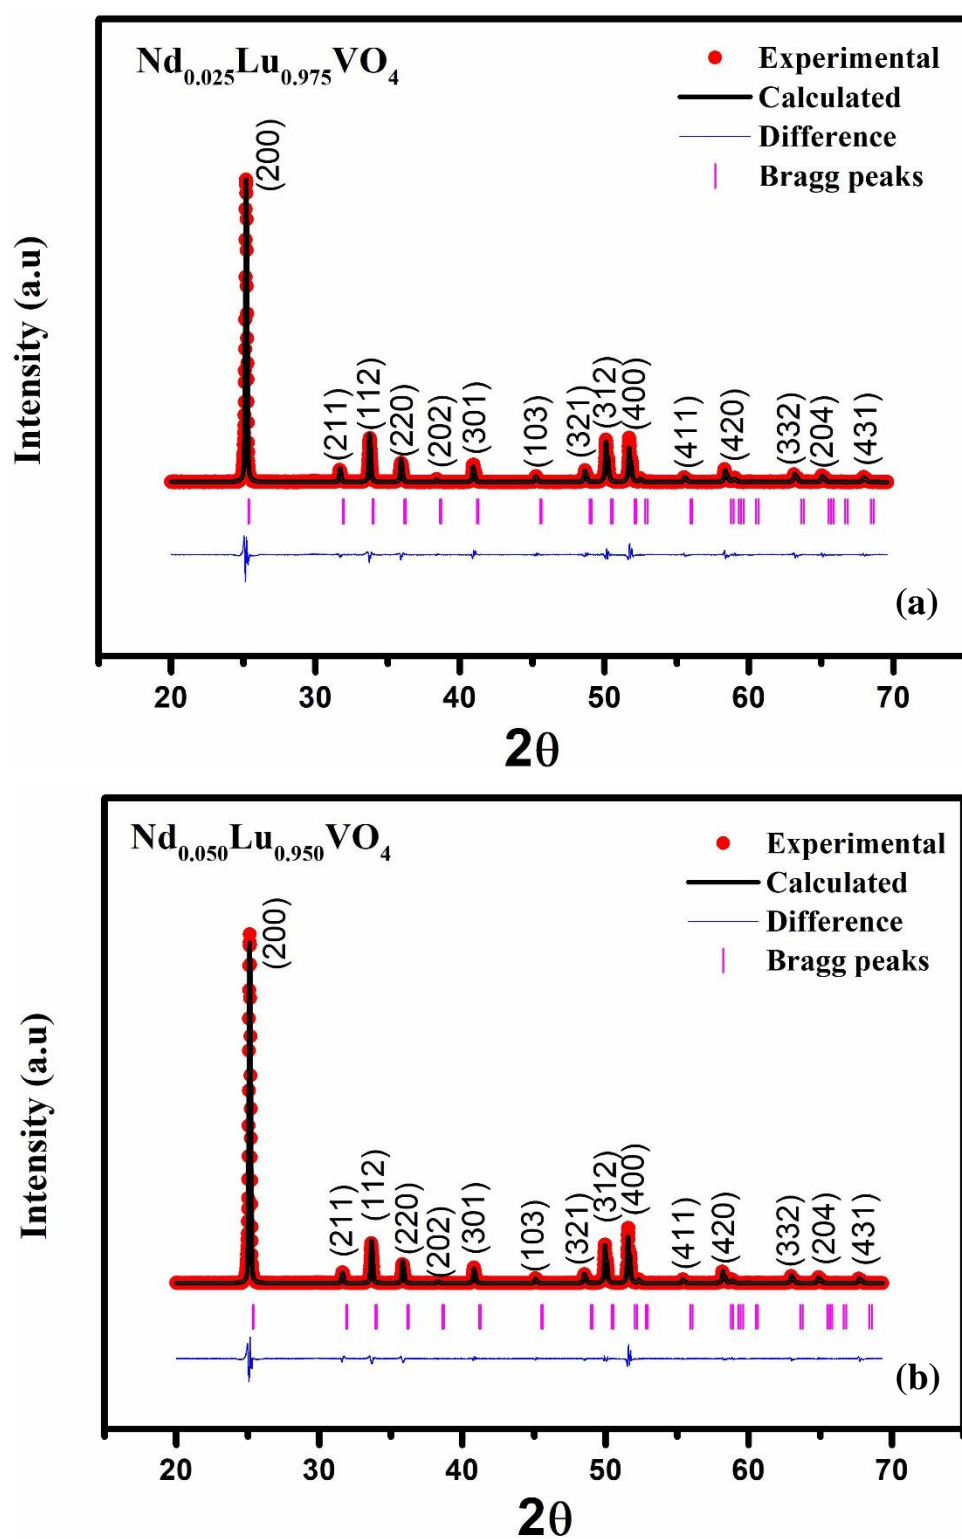 Nd0.025Lu0.975VO4
Experimental
Calculated
Difference
Bragg peaks
(200)
(211)
(112)
(220)
(202)
(301)
(103)
(321)
(312)
(400)
(411)
(420)
(332)
(204)
(431)
Intensity (a.u)
(a)
20
30
40
50
60
70
2θ
Nd0.050Lu0.950VO4
Experimental
Calculated
Difference
Bragg peaks
(200)
(211)
(112)
(220)
(202)
(301)
(103)
(321)
(312)
(400)
(411)
(420)
(332)
(204)
(431)
Intensity (a.u)
(b)
20
30
40
50
60
70
2θ